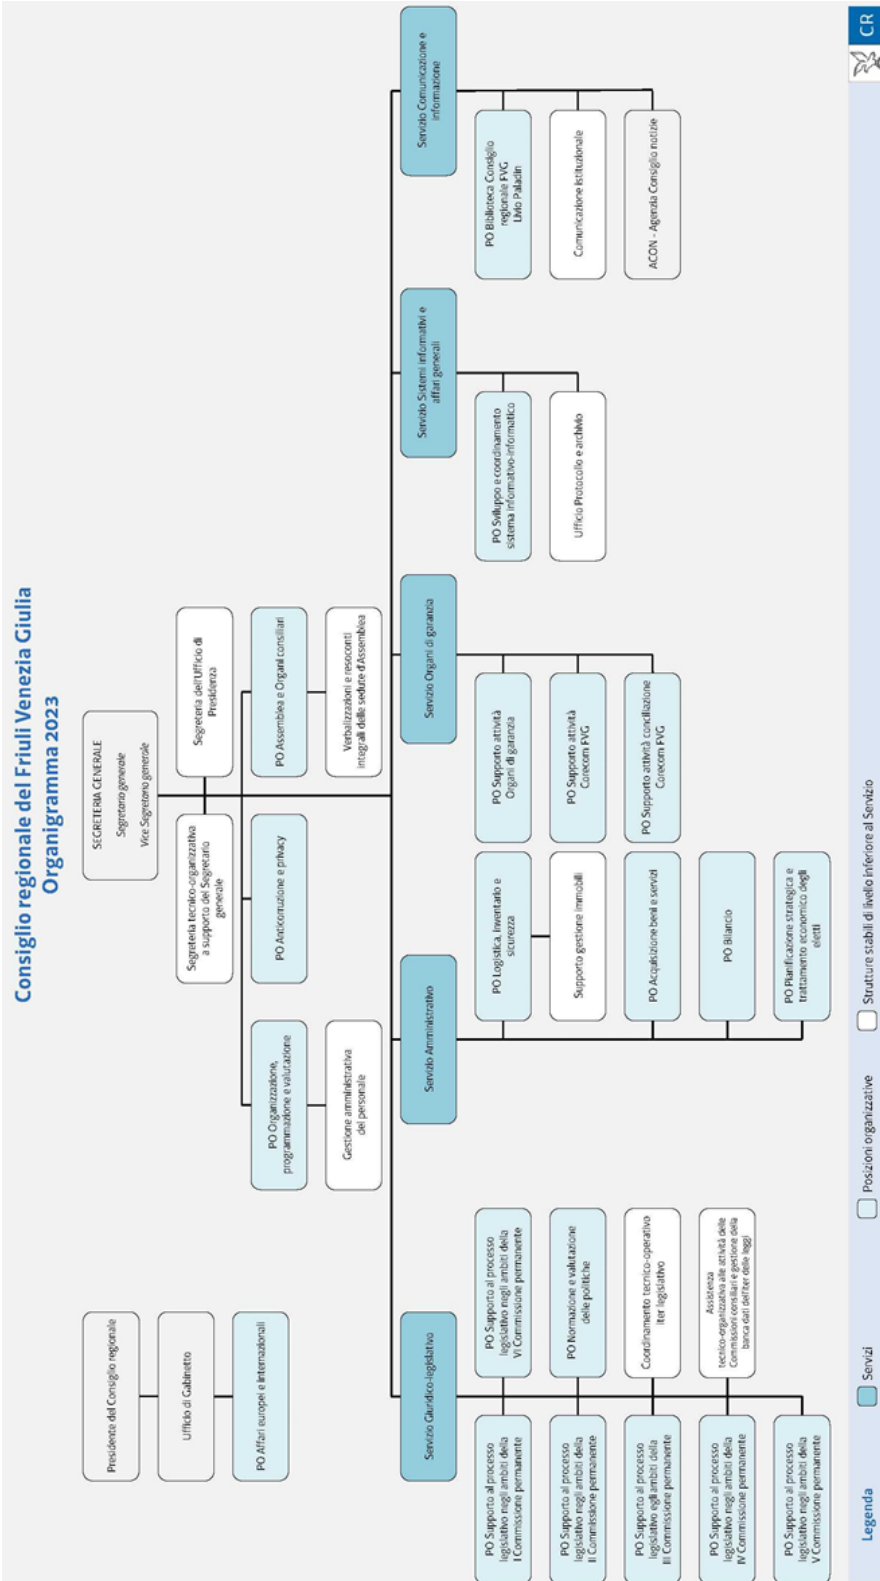 Consiglio regionale del Friuli Venezia Giulia
Organigramma 2023
Presidente del Consiglio regionale
Ufficio di Gabinetto
PO Affari europei e internazionali
SEGRETERIA GENERALE
Segretario generale
Vice Segretario generale
Segreteria tecnico-organizzativa
a supporto del Segretario
generale
Segreteria dell'Ufficio di
Presidenza
PO Organizzazione,
programmazione e valutazione
Gestione amministrativa
del personale
PO Anticorruzione e privacy
PO Assemblea e Organi consiliari
Verbalizzazioni e resoconti
integrali delle sedute d'Assemblea
Servizio Giuridico-legislativo
PO Supporto al processo
legislativo negli ambiti della
I Commissione permanente
PO Supporto al processo
legislativo negli ambiti della
II Commissione permanente
PO Supporto al processo
legislativo egli ambiti della
III Commissione permanente
PO Supporto al processo
legislativo negli ambiti della
IV Commissione permanente
PO Supporto al processo
legislativo negli ambiti della
V Commissione permanente
PO Supporto al processo
legislativo negli ambiti della
VI Commissione permanente
PO Normazione e valutazione
delle politiche
Coordinamento tecnico-operativo
iter legislativo
Assistenza
tecnico-organizzativa alle attività delle
Commissioni consiliari e gestione della
banca dati dell'iter delle leggi
Servizio Amministrativo
PO Logistica, inventario e
sicurezza
Supporto gestione immobili
PO Acquisizione beni e servizi
PO Bilancio
PO Pianificazione strategica e
trattamento economico degli
eletti
Servizio Organi di garanzia
PO Supporto attività
Organi di garanzia
PO Supporto attività
Corecom FVG
PO Supporto attività conciliazione
Corecom FVG
Servizio Sistemi informativi e
affari generali
PO Sviluppo e coordinamento
sistema informativo-informatico
Ufficio Protocollo e archivio
Servizio Comunicazione e
informazione
PO Biblioteca Consiglio
regionale FVG
Livio Paladin
Comunicazione istituzionale
ACON - Agenzia Consiglio notizie
Legenda
Servizi
Posizioni organizzative
Strutture stabili di livello inferiore al Servizio
CR